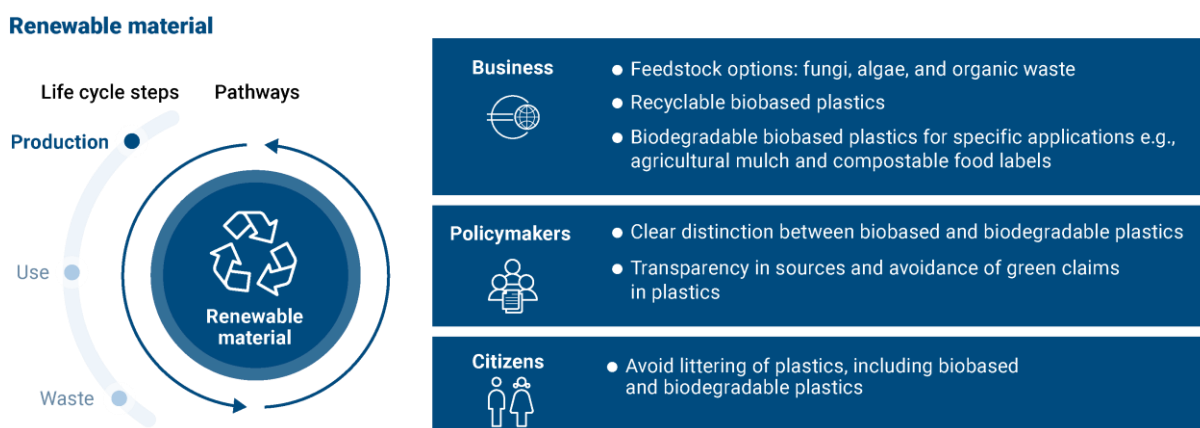 Renewable material
Life cycle steps
Pathways
Production
Use
Waste
Renewable
material
Business
● Feedstock options: fungi, algae, and organic waste
● Recyclable biobased plastics
● Biodegradable biobased plastics for specific applications e.g.,
agricultural mulch and compostable food labels
Policymakers
● Clear distinction between biobased and biodegradable plastics
● Transparency in sources and avoidance of green claims
in plastics
Citizens
● Avoid littering of plastics, including biobased
and biodegradable plastics